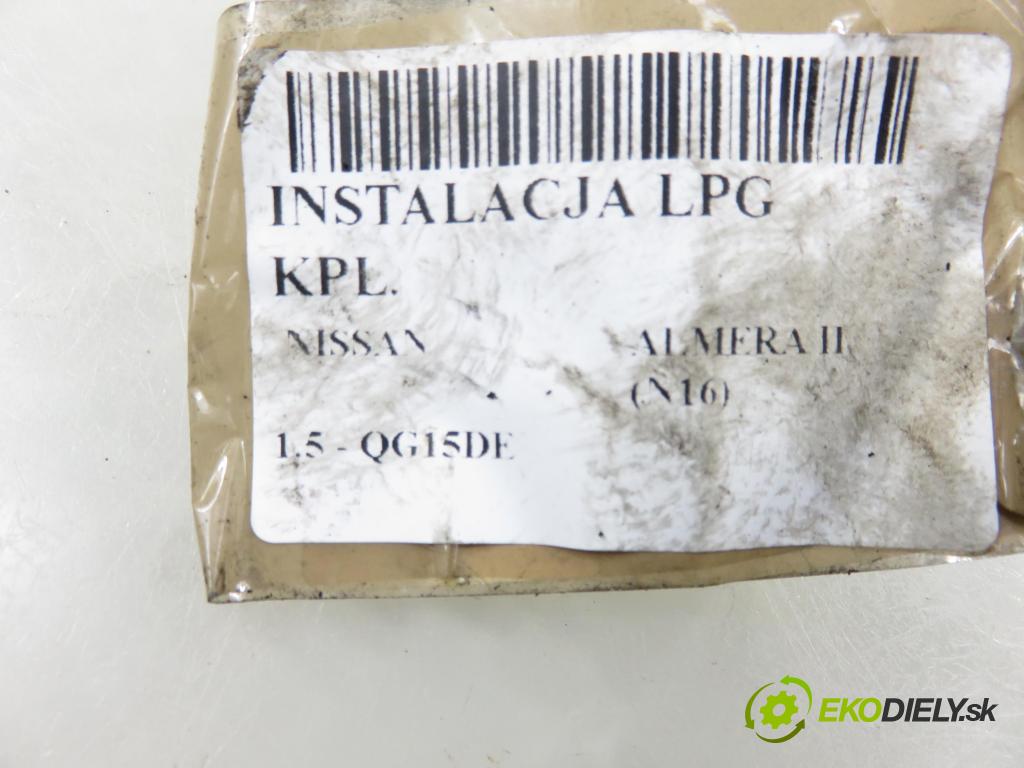 INSTALACJA LPG
KPL.
NISSAN ALMERA II
(N16)
1.5 - QG15DE
EKODIELY.sk